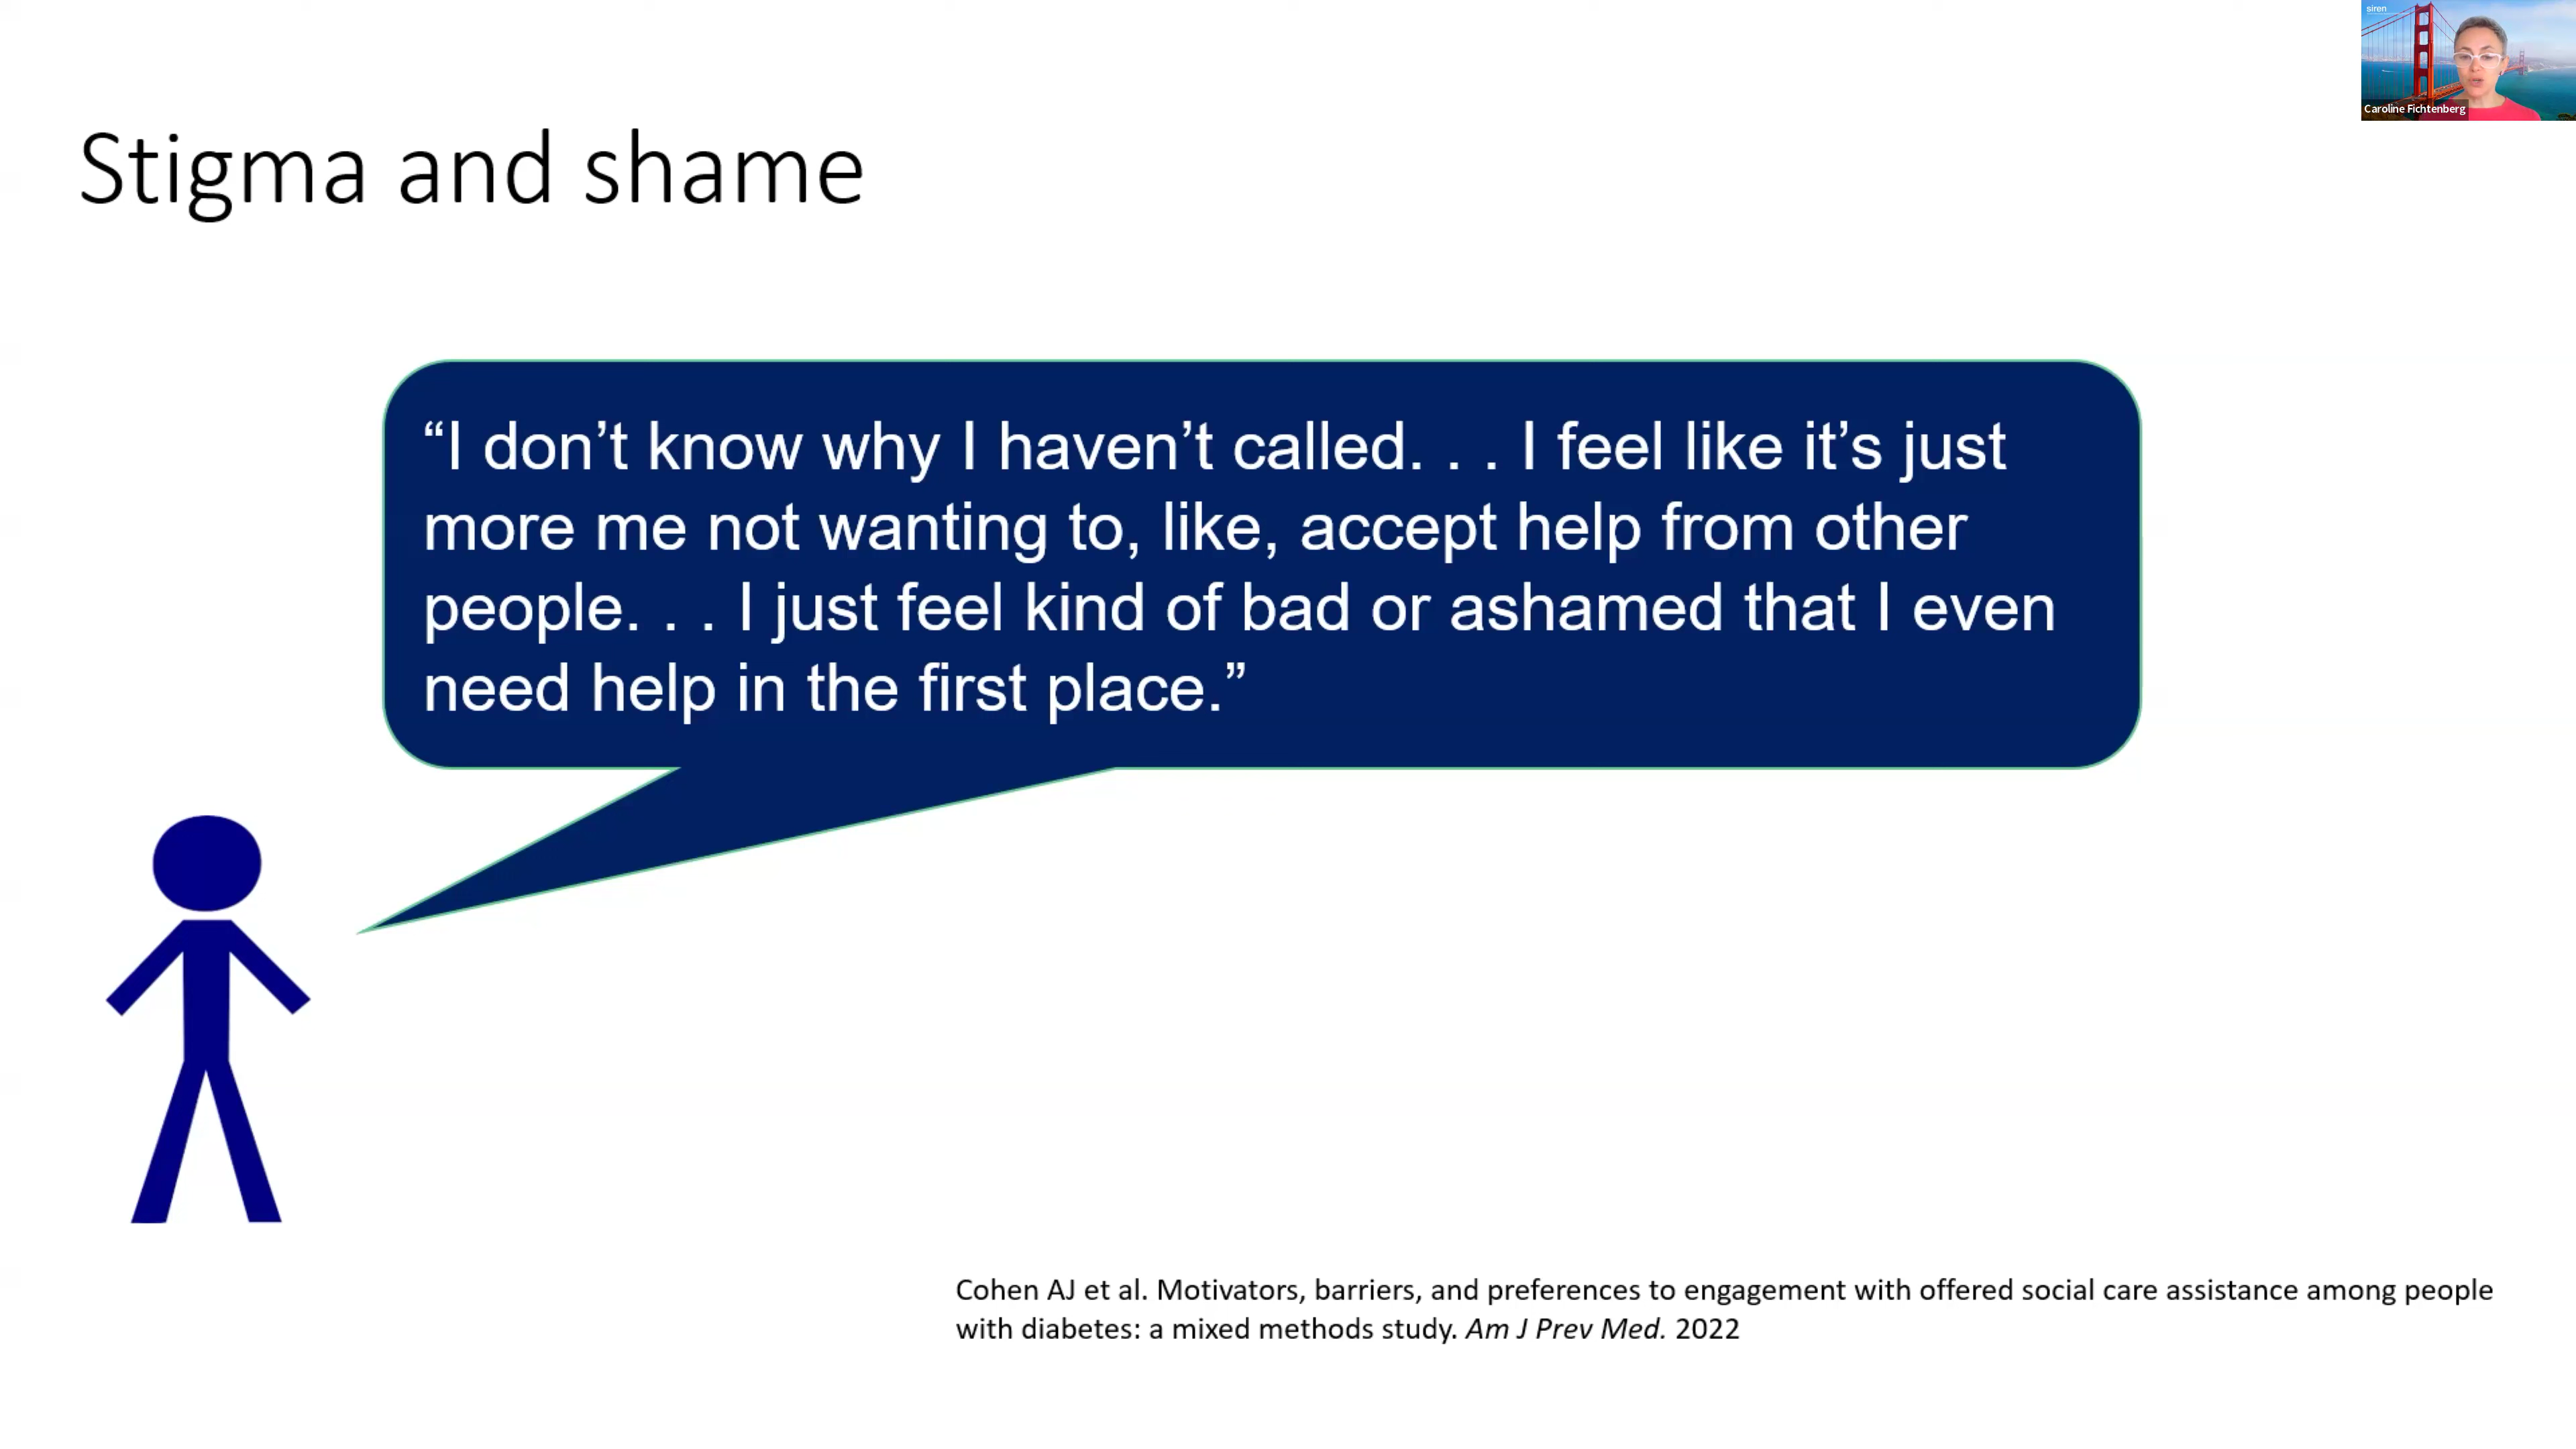 siren
Caroline Fichtenberg
Stigma and shame
“I don’t know why I haven’t called. . . I feel like it’s just
more me not wanting to, like, accept help from other
people. . . I just feel kind of bad or ashamed that I even
need help in the first place.”
Cohen AJ et al. Motivators, barriers, and preferences to engagement with offered social care assistance among people
with diabetes: a mixed methods study. Am J Prev Med. 2022